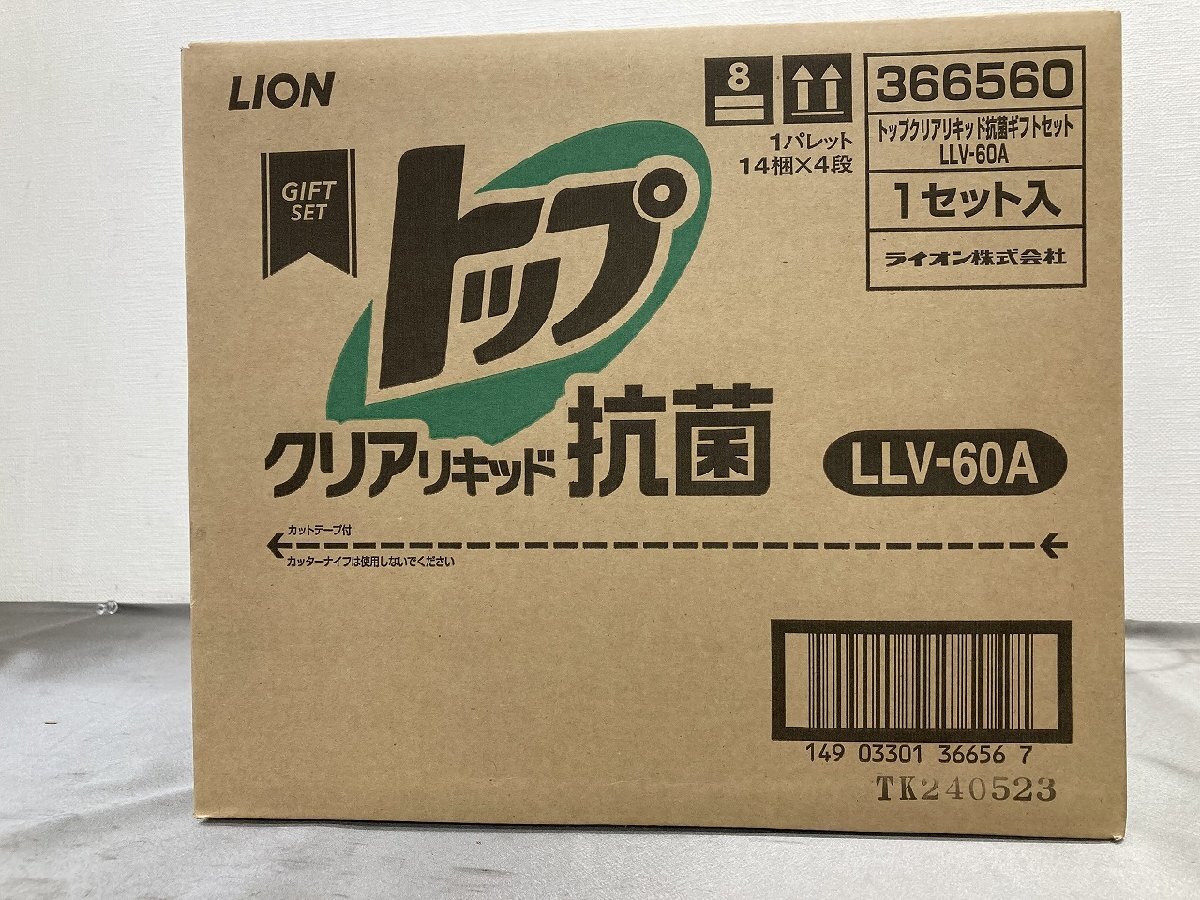 LION
GIFT
SET
トップ
クリアリキッド抗菌
8
1パレット
14梱×4段
366560
トップクリアリキッド抗菌ギフトセット
LLV-60A
1セット入
ライオン株式会社
LLV-60A
カットテープ付
カッターナイフは使用しないでください
149 03301 36656 7
TK240523